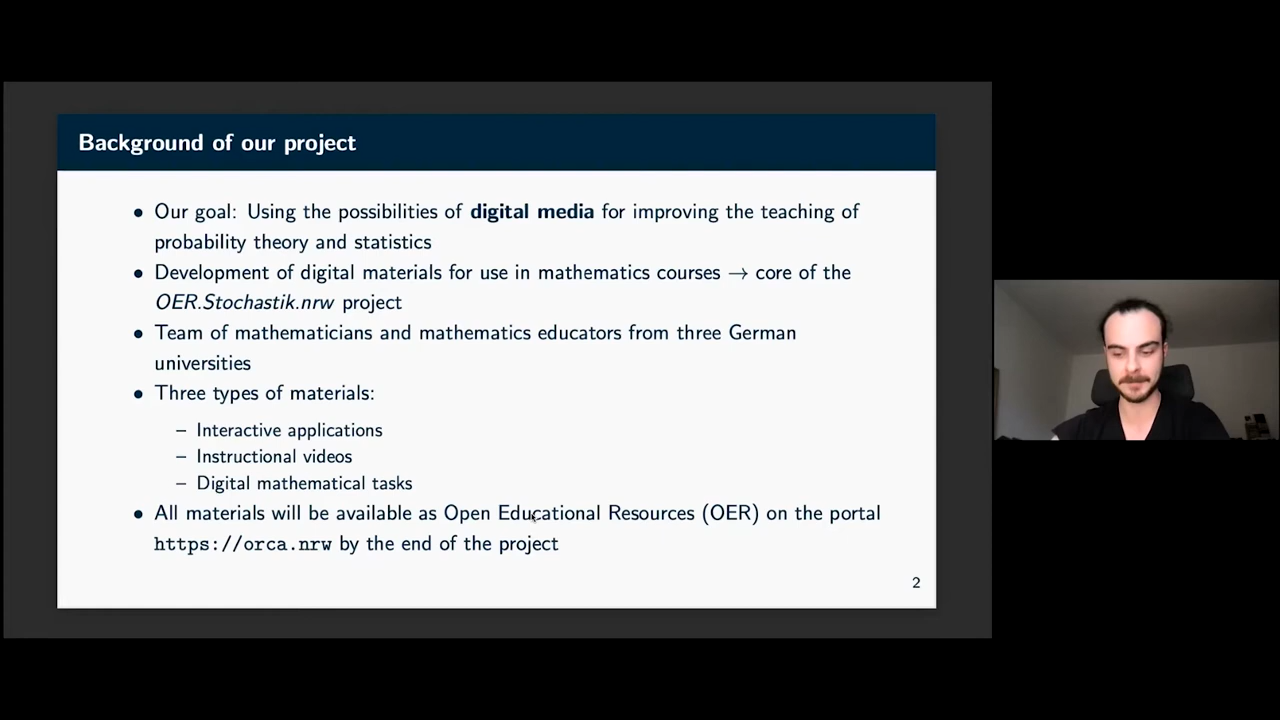 Background of our project
• Our goal: Using the possibilities of digital media for improving the teaching of
probability theory and statistics
• Development of digital materials for use in mathematics courses → core of the
OER.Stochastik.nrw project
• Team of mathematicians and mathematics educators from three German
universities
• Three types of materials:
– Interactive applications
– Instructional videos
– Digital mathematical tasks
• All materials will be available as Open Educational Resources (OER) on the portal
https://orca.nrw by the end of the project
2